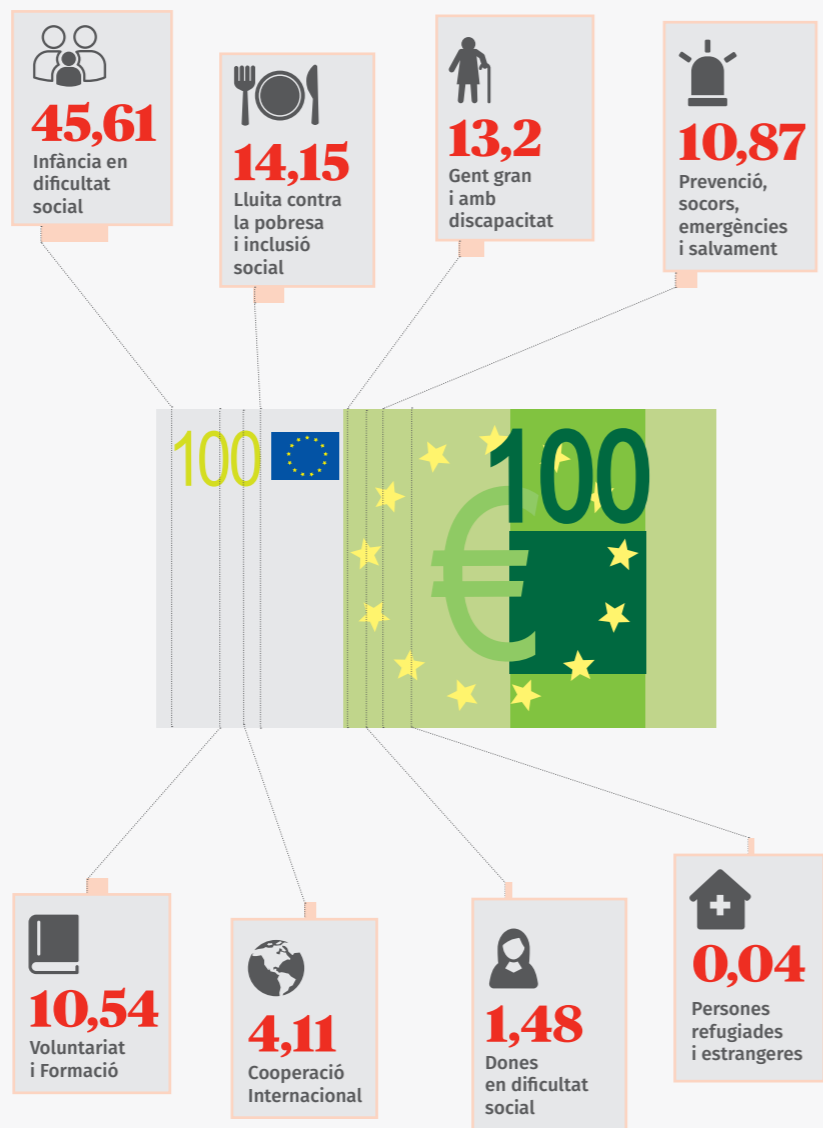 45,61
Infància en
dificultat
social
14,15
Lluita contra
la pobresa
i inclusió
social
13,2
Gent gran
i amb
discapacitat
10,87
Prevenció,
socors,
emergències
i salvament
100
100
€
10,54
Voluntariat
i Formació
4,11
Cooperació
Internacional
1,48
Dones
en dificultat
social
0,04
Persones
refugiades
i estrangeres